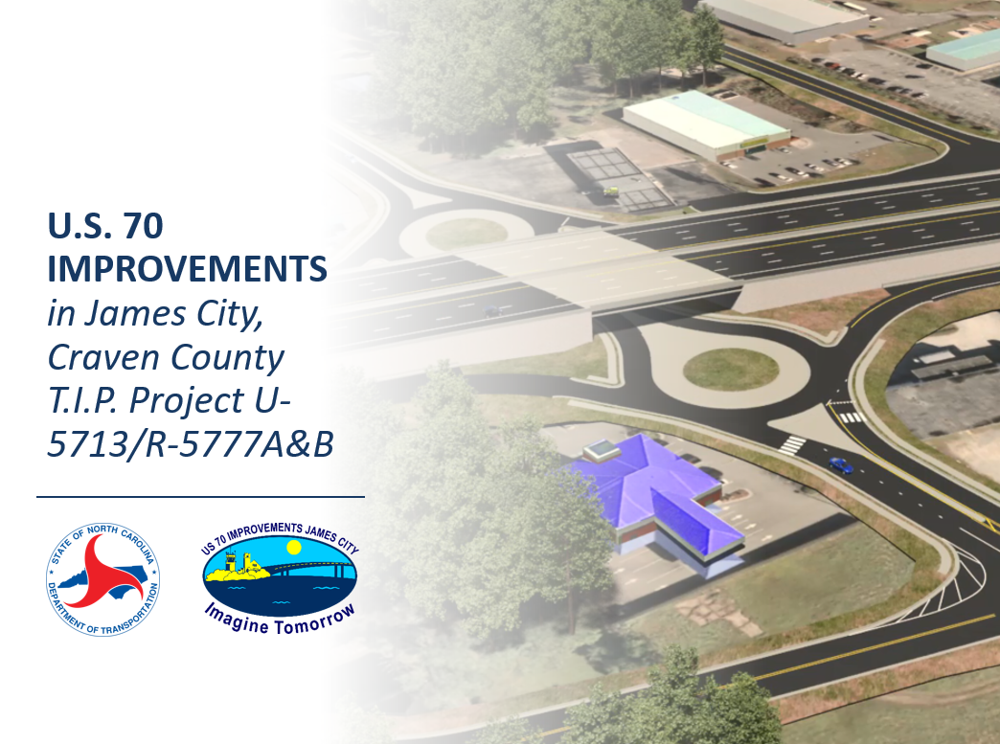 U.S. 70
IMPROVEMENTS
in James City,
Craven County
T.I.P. Project U-
5713/R-5777A&B
STATE OF NORTH CAROLINA
DEPARTMENT OF TRANSPORTATION
US 70 IMPROVEMENTS JAMES CITY
Imagine Tomorrow